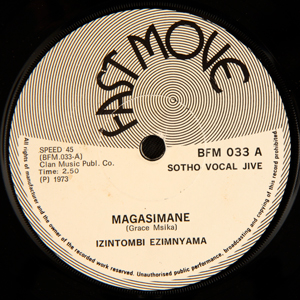 FAST MOVE
SPEED 45
(BFM.033-A)
Clan Music Publ. Co.
Time: 2.50
(P) 1973
BFM 033 A
SOTHO VOCAL JIVE
MAGASIMANE
(Grace Msika)
IZINTOMBI EZIMNYAMA
All rights of the manufacturer and the owner of the recorded work reserved. Unauthorised public performance, broadcasting and copying of this record prohibited.